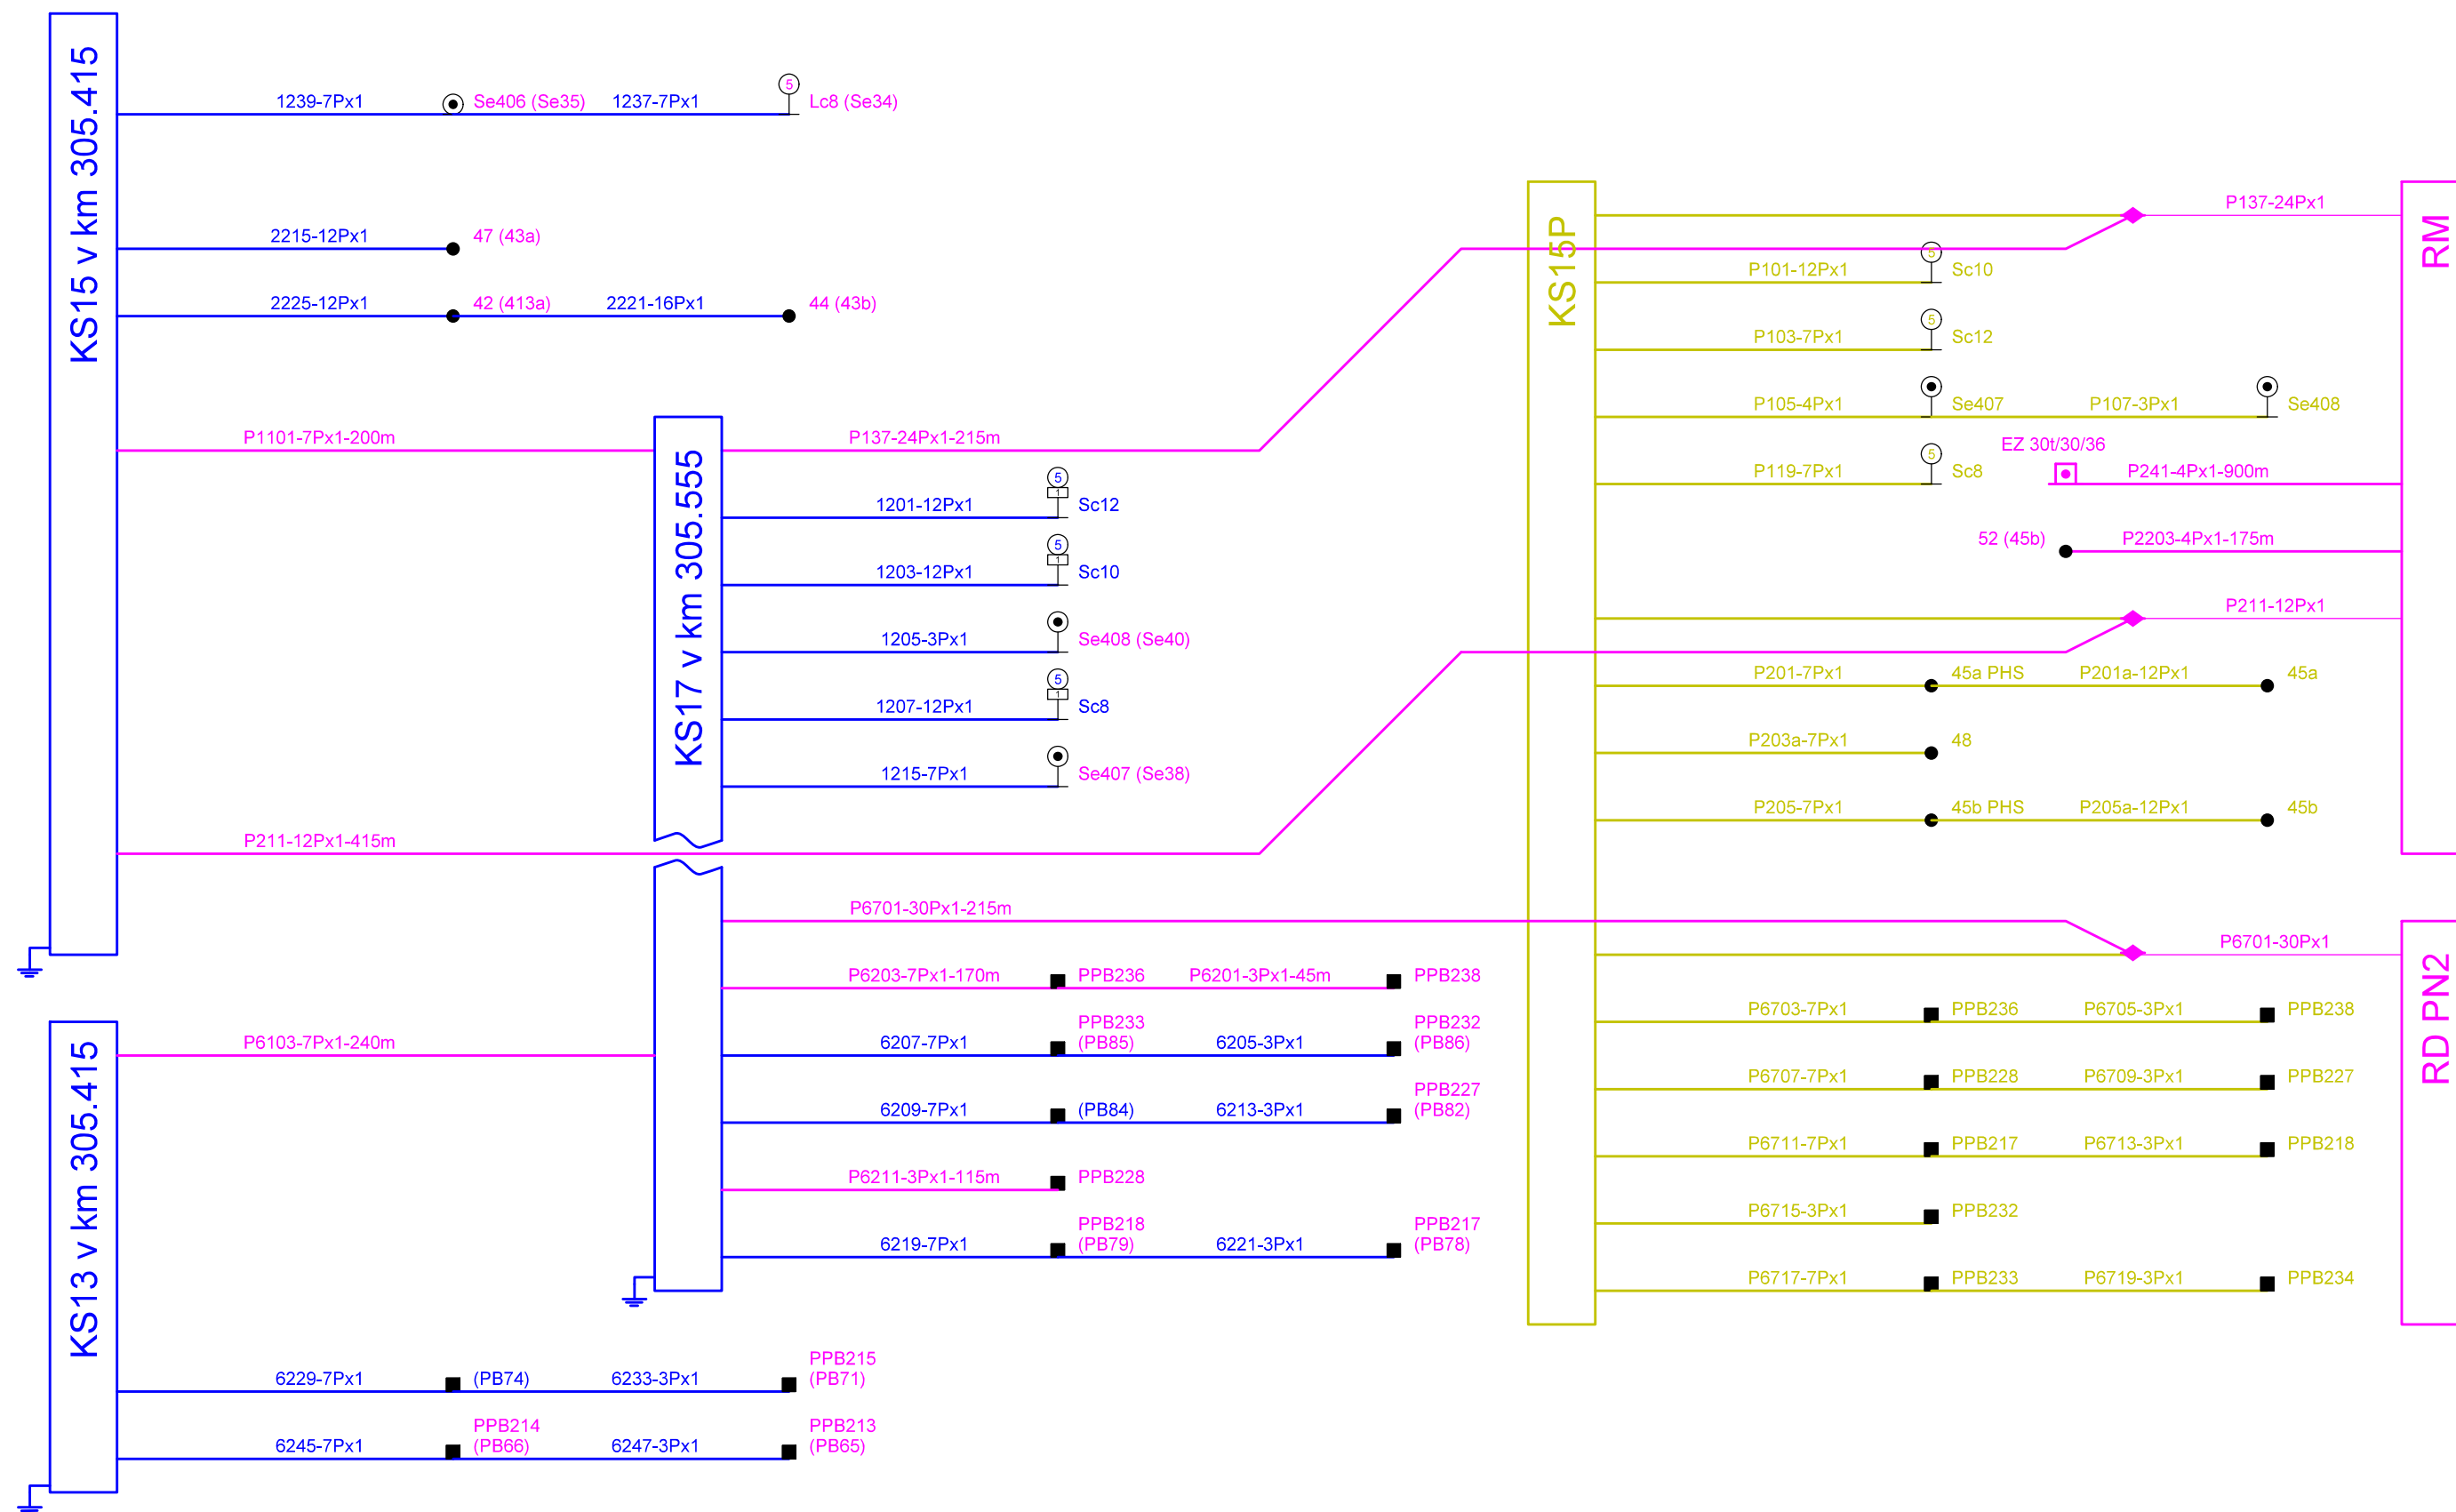 KS15 v km 305.415
1239-7Px1
Se406 (Se35)
1237-7Px1
5
Lc8 (Se34)
2215-12Px1
47 (43a)
2225-12Px1
42 (413a)
2221-16Px1
44 (43b)
P1101-7Px1-200m
P211-12Px1-415m
KS17 v km 305.555
P137-24Px1-215m
1201-12Px1
5
1
Sc12
1203-12Px1
5
1
Sc10
1205-3Px1
Se408 (Se40)
1207-12Px1
5
1
Sc8
1215-7Px1
Se407 (Se38)
P6701-30Px1-215m
P6203-7Px1-170m
PPB236
P6201-3Px1-45m
PPB238
6207-7Px1
PPB233
(PB85)
6205-3Px1
PPB232
(PB86)
6209-7Px1
(PB84)
6213-3Px1
PPB227
(PB82)
P6211-3Px1-115m
PPB228
6219-7Px1
PPB218
(PB79)
6221-3Px1
PPB217
(PB78)
KS13 v km 305.415
P6103-7Px1-240m
6229-7Px1
(PB74)
6233-3Px1
PPB215
(PB71)
6245-7Px1
PPB214
(PB66)
6247-3Px1
PPB213
(PB65)
KS15P
P137-24Px1
P101-12Px1
5
Sc10
P103-7Px1
5
Sc12
P105-4Px1
Se407
P107-3Px1
Se408
P119-7Px1
5
Sc8
EZ 30t/30/36
P241-4Px1-900m
52 (45b)
P2203-4Px1-175m
P211-12Px1
P201-7Px1
45a PHS
P201a-12Px1
45a
P203a-7Px1
48
P205-7Px1
45b PHS
P205a-12Px1
45b
RM
P6701-30Px1
P6703-7Px1
PPB236
P6705-3Px1
PPB238
P6707-7Px1
PPB228
P6709-3Px1
PPB227
P6711-7Px1
PPB217
P6713-3Px1
PPB218
P6715-3Px1
PPB232
P6717-7Px1
PPB233
P6719-3Px1
PPB234
RD PN2